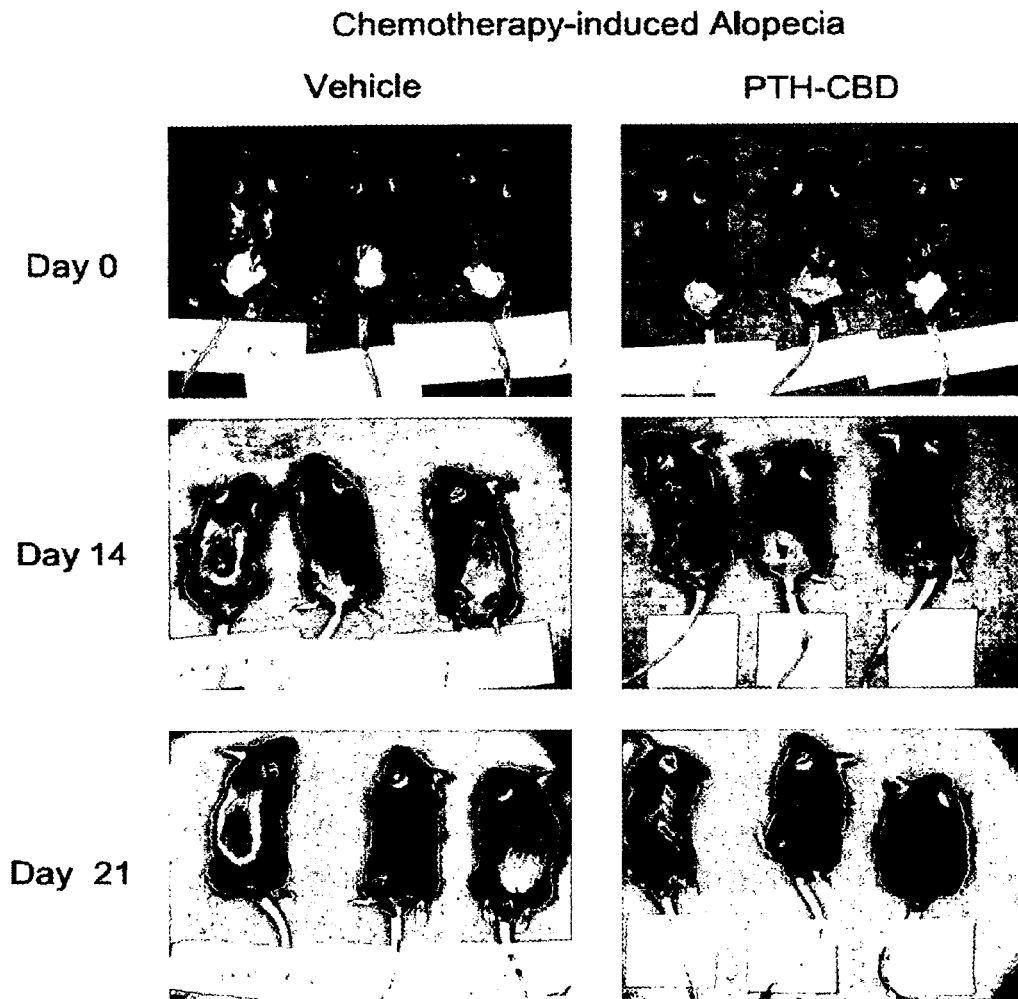 Chemotherapy-induced Alopecia
Vehicle
PTH-CBD
Day 0
Day 14
Day 21